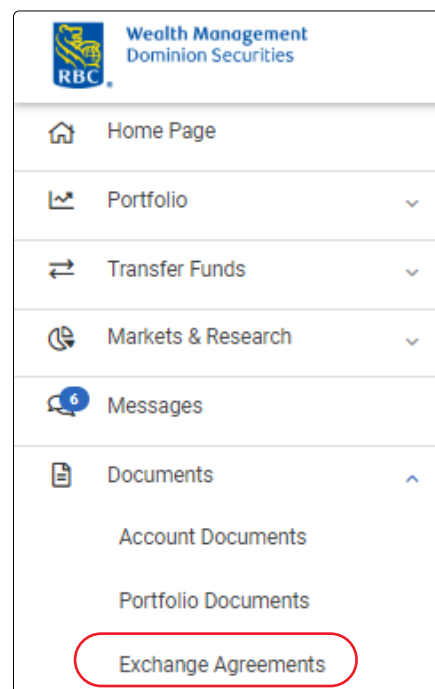 Wealth Management
Dominion Securities
RBC
Home Page
Portfolio
Transfer Funds
Markets & Research
6
Messages
Documents
Account Documents
Portfolio Documents
Exchange Agreements